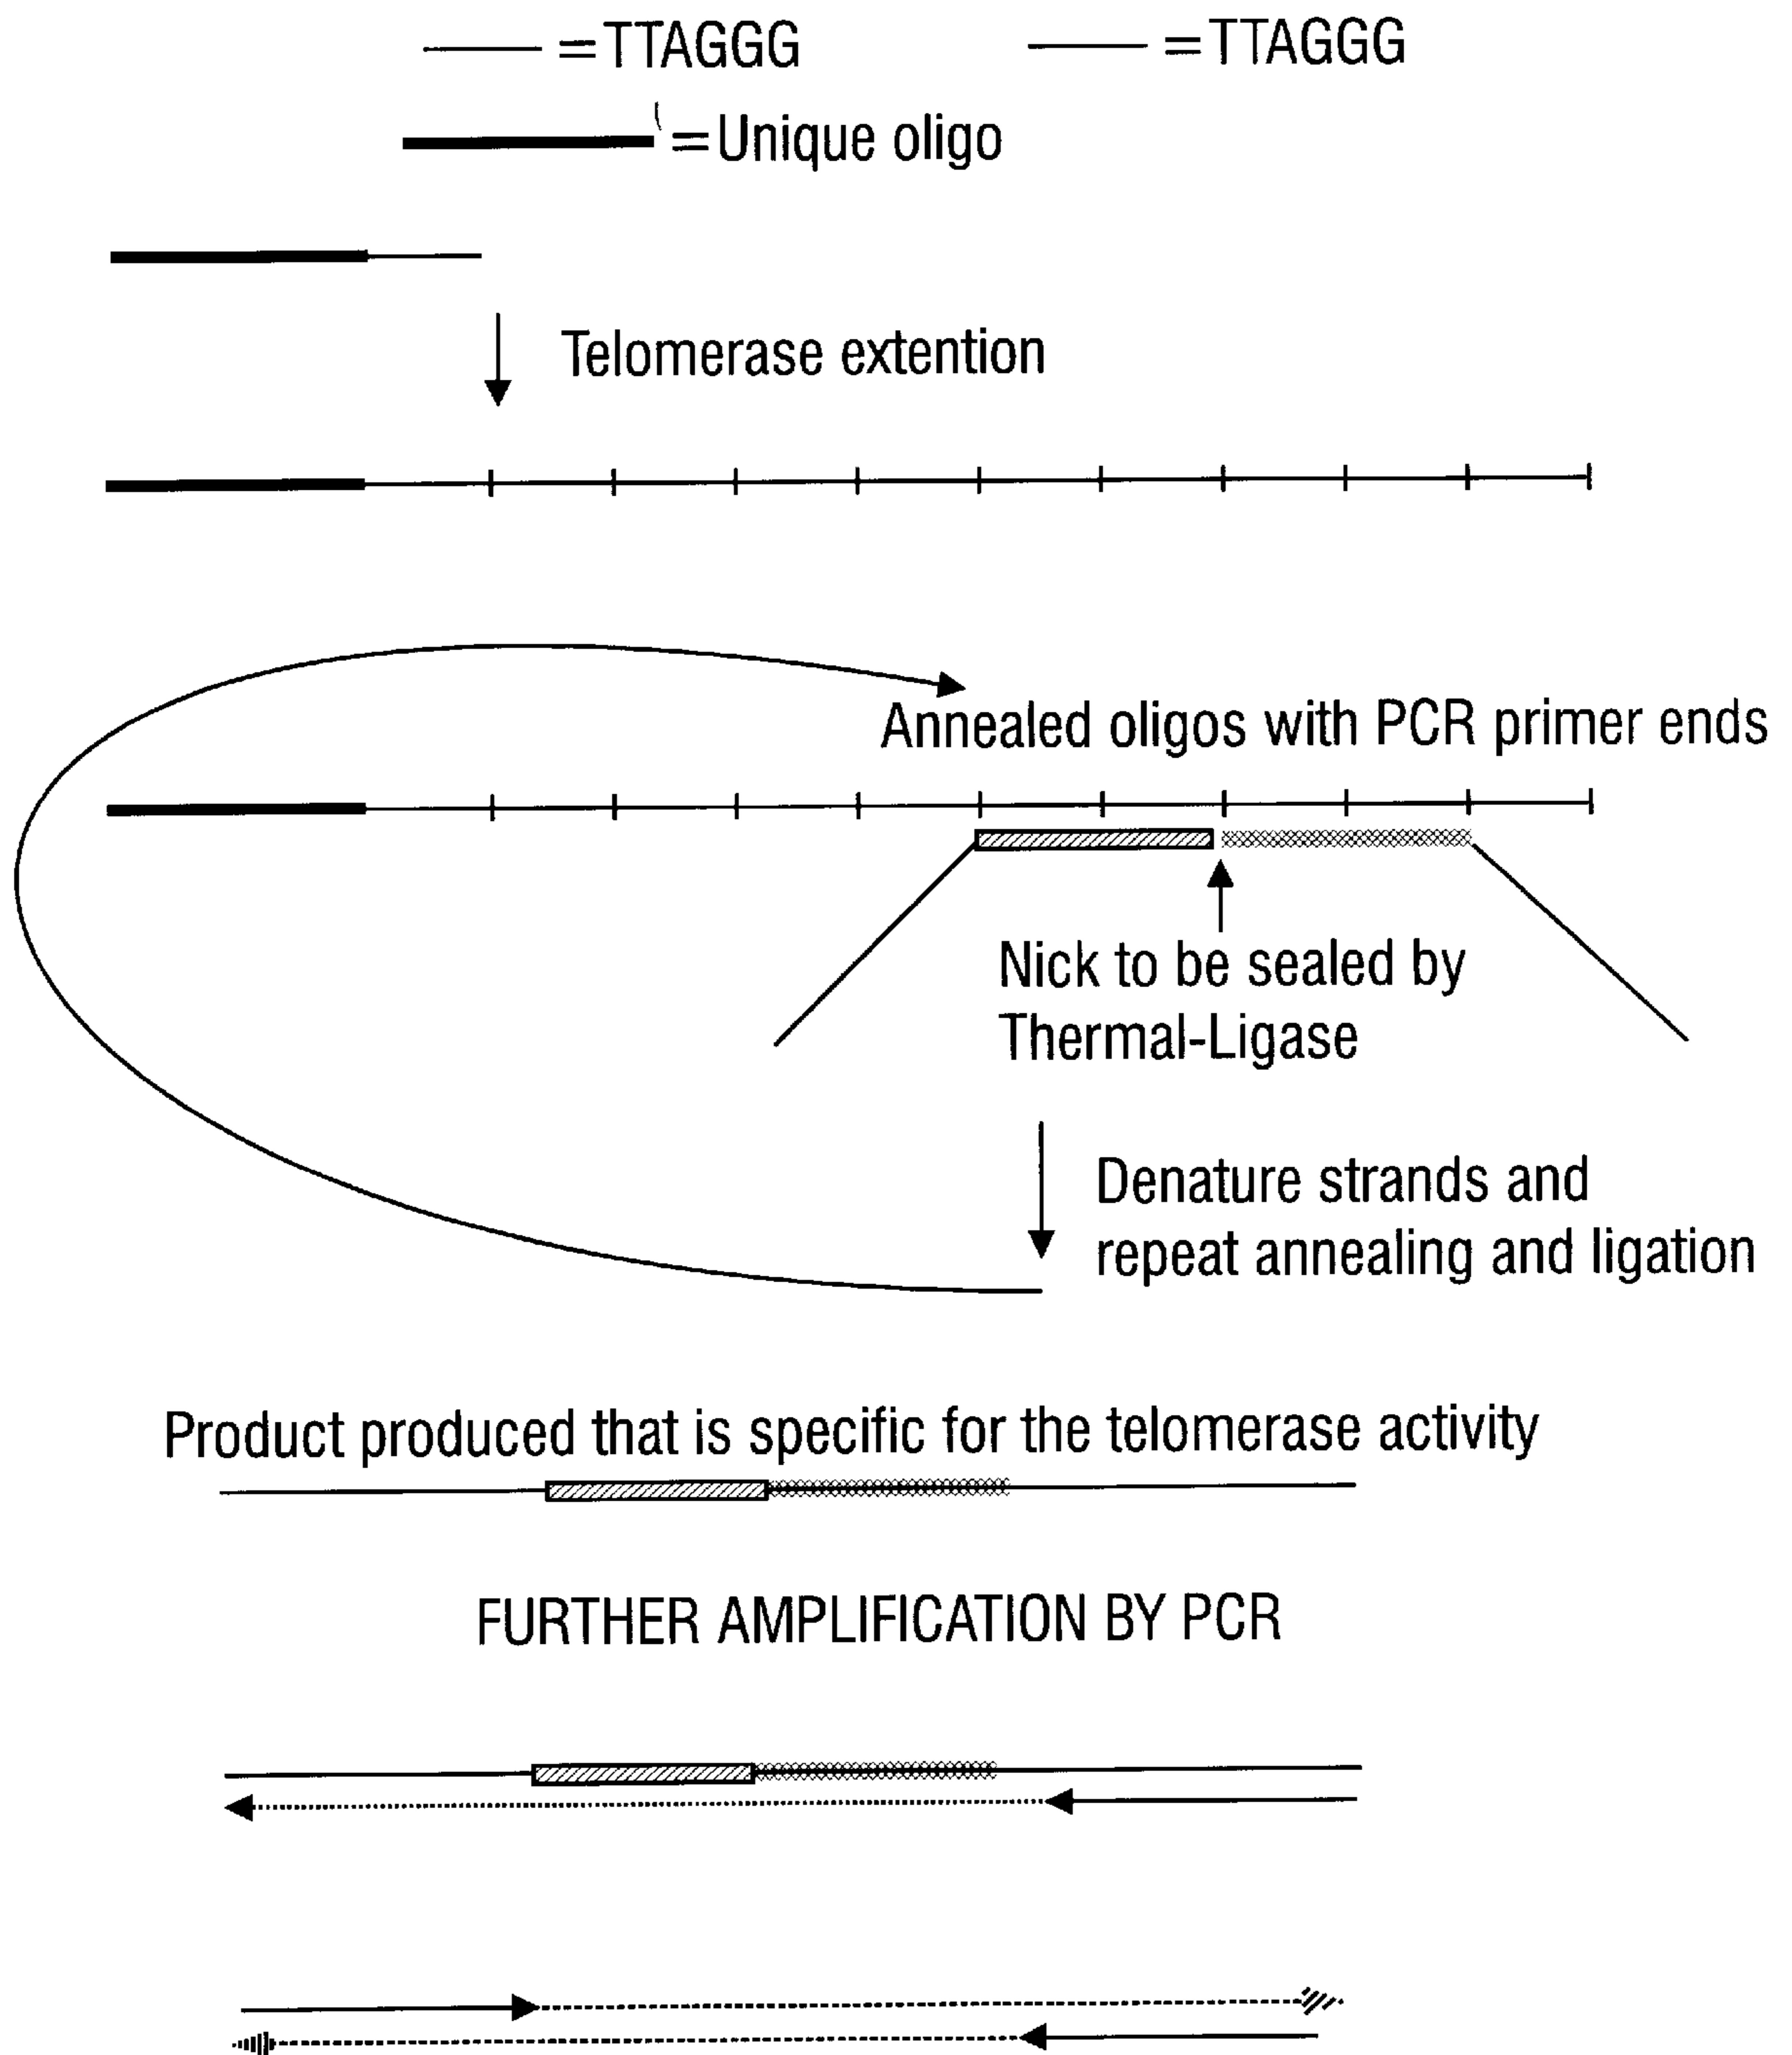 =TTAGGG =TTAGGG
=Unique oligo
Telomerase extention
Annealed oligos with PCR primer ends
Nick to be sealed by
Thermal-Ligase
Denature strands and
repeat annealing and ligation
Product produced that is specific for the telomerase activity
FURTHER AMPLIFICATION BY PCR